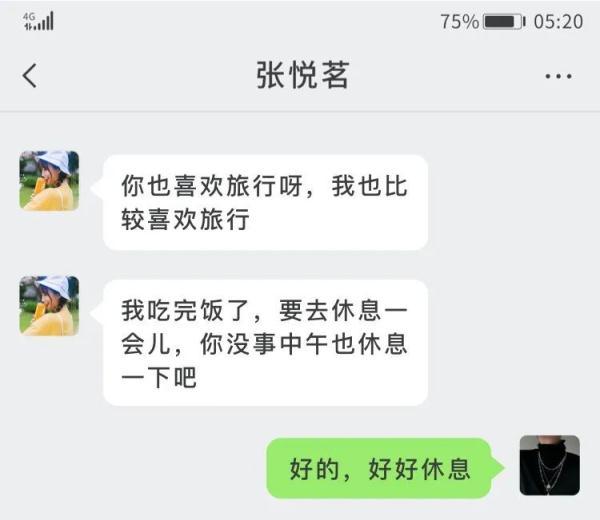 4G 75% 05:20
张悦茗
你也喜欢旅行呀，我也比
较喜欢旅行
我吃完饭了，要去休息一
会儿，你没事中午也休息
一下吧
好的，好好休息